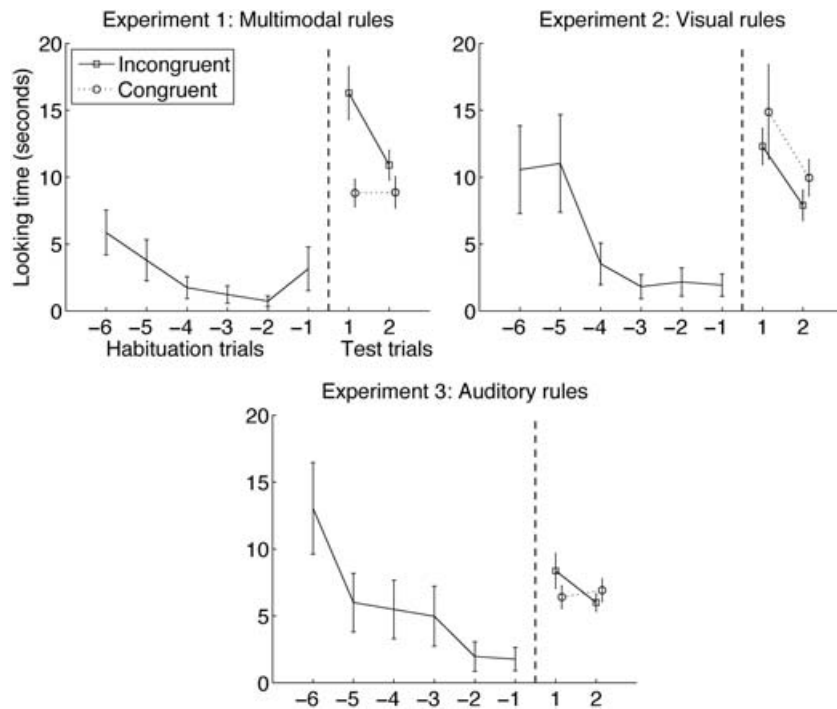 Experiment 1: Multimodal rules
20
15
10
5
0
Looking time (seconds)
Incongruent
Congruent
−6 −5 −4 −3 −2 −1 1 2
Habituation trials Test trials
Experiment 2: Visual rules
20
15
10
5
0
−6 −5 −4 −3 −2 −1 1 2
Experiment 3: Auditory rules
20
15
10
5
0
−6 −5 −4 −3 −2 −1 1 2